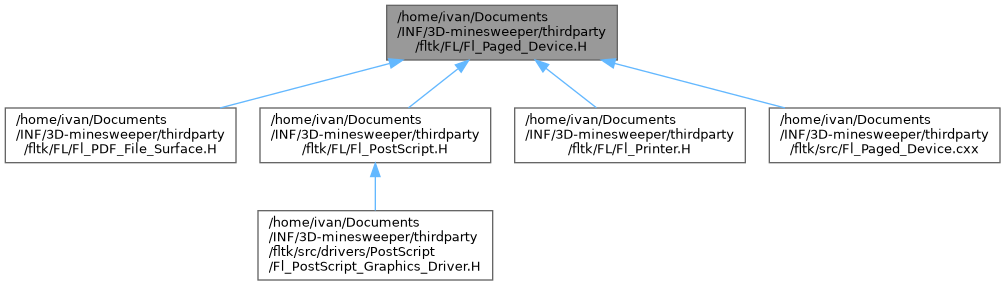 /home/ivan/Documents
/INF/3D-minesweeper/thirdparty
/fltk/FL/Fl_Paged_Device.H
/home/ivan/Documents
/INF/3D-minesweeper/thirdparty
/fltk/FL/Fl_PDF_File_Surface.H
/home/ivan/Documents
/INF/3D-minesweeper/thirdparty
/fltk/FL/Fl_PostScript.H
/home/ivan/Documents
/INF/3D-minesweeper/thirdparty
/fltk/FL/Fl_Printer.H
/home/ivan/Documents
/INF/3D-minesweeper/thirdparty
/fltk/src/Fl_Paged_Device.cxx
/home/ivan/Documents
/INF/3D-minesweeper/thirdparty
/fltk/src/drivers/PostScript
/Fl_PostScript_Graphics_Driver.H